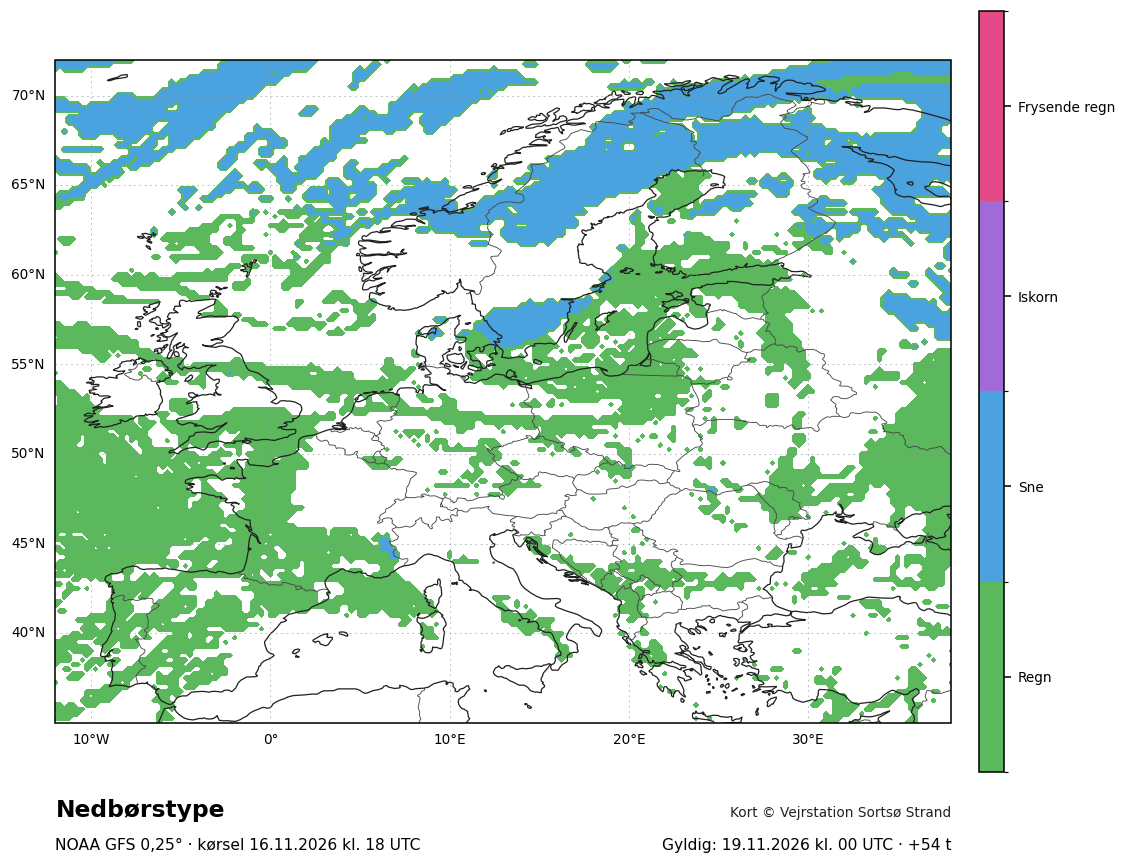 70°N
65°N
60°N
55°N
50°N
45°N
40°N
10°W
0°
10°E
20°E
30°E
Frysende regn
Iskorn
Sne
Regn
Nedbørstype
Kort © Vejrstation Sortsø Strand
NOAA GFS 0,25° · kørsel 16.11.2026 kl. 18 UTC
Gyldig: 19.11.2026 kl. 00 UTC · +54 t